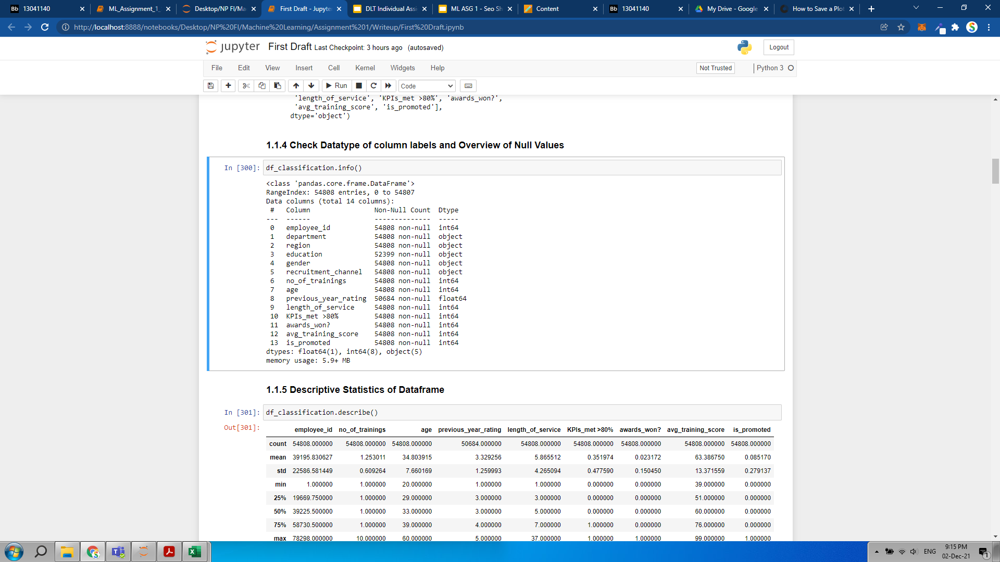 13041140
ML_Assignment_1_
Desktop/NP FI/Ma
First Draft - Jupyte
DLT Individual Assi
ML ASG 1 - Seo Sh
Content
13041140
My Drive - Google
How to Save a Plot
http://localhost:8888/notebooks/Desktop/NP%20FI/Machine%20Learning/Assignment%201/Writeup/First%20Draft.ipynb
jupyter First Draft Last Checkpoint: 3 hours ago (autosaved)
Logout
File Edit View Insert Cell Kernel Widgets Help
Not Trusted
Python 3
Run
Code
'length_of_service', 'KPIs_met >80%', 'awards_won?',
'avg_training_score', 'is_promoted'],
dtype='object')
1.1.4 Check Datatype of column labels and Overview of Null Values
In [300]: df_classification.info()
<class 'pandas.core.frame.DataFrame'>
RangeIndex: 54808 entries, 0 to 54807
Data columns (total 14 columns):
# Column Non-Null Count Dtype
--- ------ -------------- -----
0 employee_id 54808 non-null int64
1 department 54808 non-null object
2 region 54808 non-null object
3 education 52399 non-null object
4 gender 54808 non-null object
5 recruitment_channel 54808 non-null object
6 no_of_trainings 54808 non-null int64
7 age 54808 non-null int64
8 previous_year_rating 50684 non-null float64
9 length_of_service 54808 non-null int64
10 KPIs_met >80% 54808 non-null int64
11 awards_won? 54808 non-null int64
12 avg_training_score 54808 non-null int64
13 is_promoted 54808 non-null int64
dtypes: float64(1), int64(8), object(5)
memory usage: 5.9+ MB
1.1.5 Descriptive Statistics of Dataframe
In [301]: df_classification.describe()
Out[301]:
employee_id no_of_trainings age previous_year_rating length_of_service KPIs_met >80% awards_won? avg_training_score is_promoted
count 54808.000000 54808.000000 54808.000000 50684.000000 54808.000000 54808.000000 54808.000000 54808.000000 54808.000000
mean 39195.830627 1.253011 34.803915 3.329256 5.865512 0.351974 0.023172 63.386750 0.085170
std 22586.581449 0.609264 7.660169 1.259993 4.265094 0.477590 0.150450 13.371559 0.279137
min 1.000000 1.000000 20.000000 1.000000 1.000000 0.000000 0.000000 39.000000 0.000000
25% 19669.750000 1.000000 29.000000 3.000000 3.000000 0.000000 0.000000 51.000000 0.000000
50% 39225.500000 1.000000 33.000000 3.000000 5.000000 0.000000 0.000000 60.000000 0.000000
75% 58730.500000 1.000000 39.000000 4.000000 7.000000 1.000000 0.000000 76.000000 0.000000
max 78298.000000 10.000000 60.000000 5.000000 37.000000 1.000000 1.000000 99.000000 1.000000
ENG
9:15 PM
02-Dec-21
1